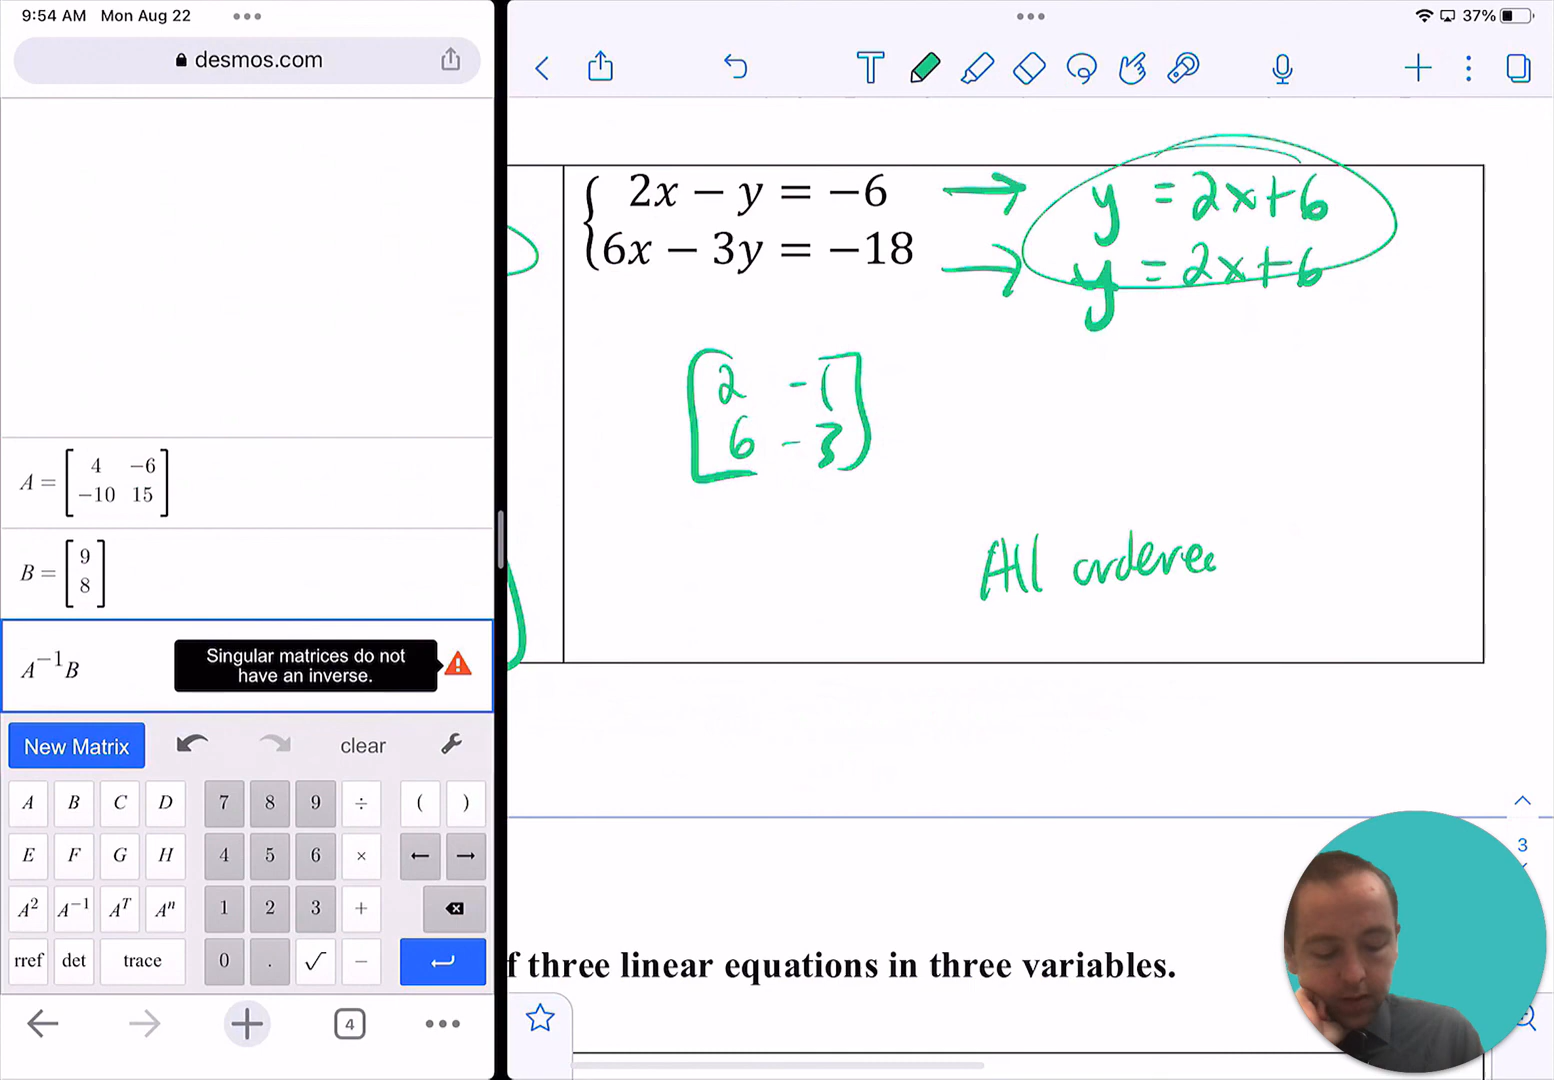 9:54 AM Mon Aug 22
37%
desmos.com
A = [4 −6
−10 15]
B = [9
8]
A⁻¹B
Singular matrices do not
have an inverse.
New Matrix
clear
A B C D 7 8 9 ÷ ( )
E F G H 4 5 6 × ← →
A² A⁻¹ Aᵀ Aⁿ 1 2 3 +
rref det trace 0 . √ −
4
T
2x − y = −6 → y = 2x+6
6x − 3y = −18 → y = 2x+6
[2 -1
6 -3]
All orderee
3
f three linear equations in three variables.